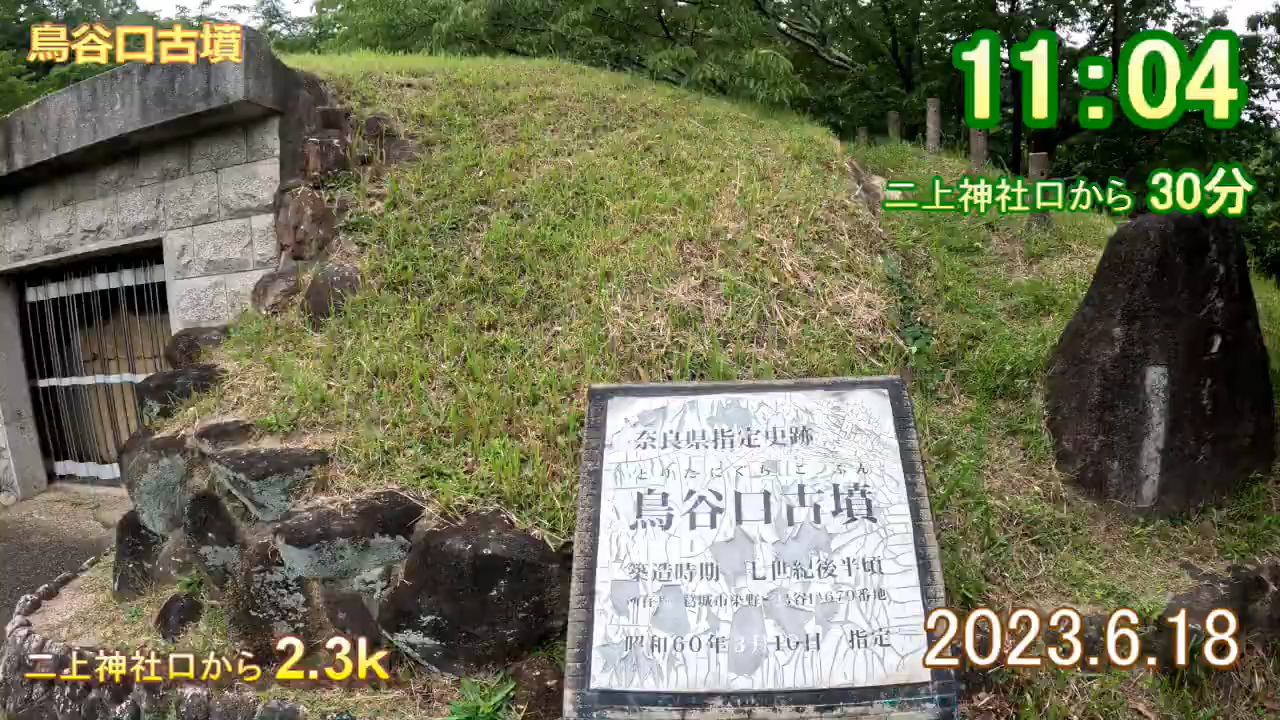 鳥谷口古墳
11:04
二上神社口から 30分
奈良県指定史跡
とりたにぐち こ ふん
鳥谷口古墳
築造時期 七世紀後半頃
葛城市染野
昭和60年3月10日 指定
二上神社口から 2.3k
2023.6.18